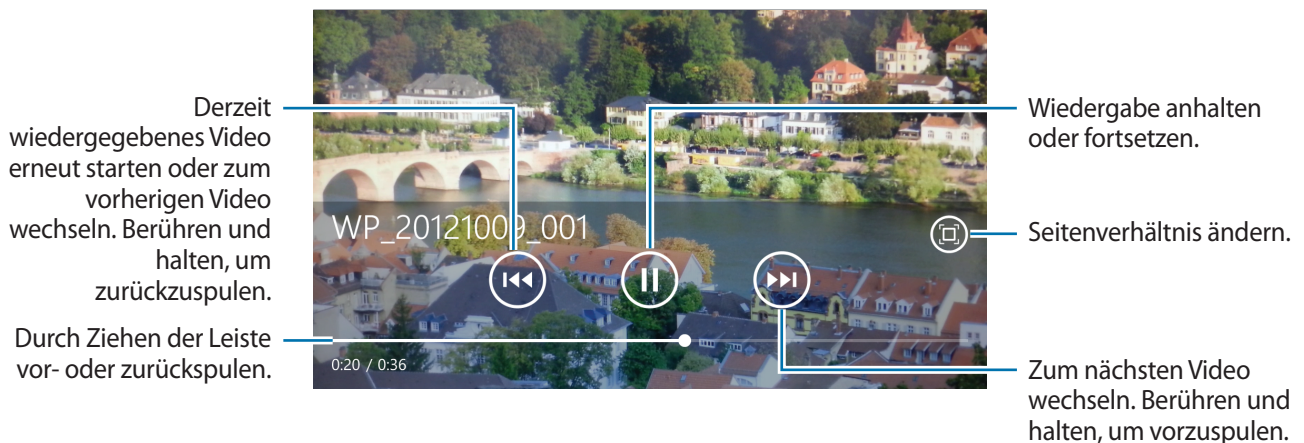 Derzeit
wiedergegebenes Video
erneut starten oder zum
vorherigen Video
wechseln. Berühren und
halten, um
zurückzuspulen.
Durch Ziehen der Leiste
vor- oder zurückspulen.
WP_20121009_001
0:20 / 0:36
Wiedergabe anhalten
oder fortsetzen.
Seitenverhältnis ändern.
Zum nächsten Video
wechseln. Berühren und
halten, um vorzuspulen.